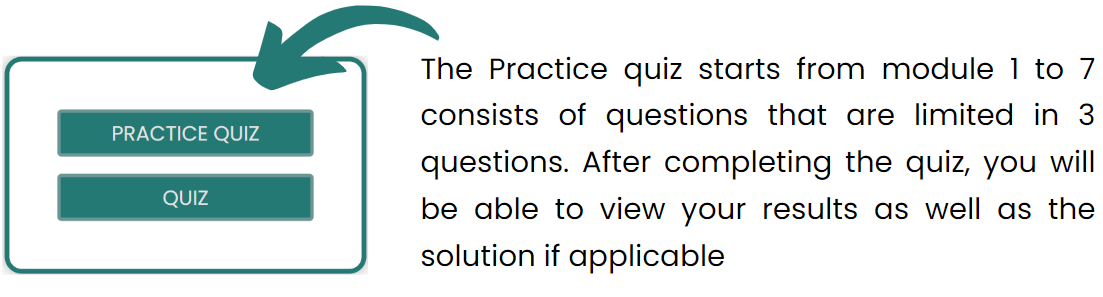 PRACTICE QUIZ
QUIZ
The Practice quiz starts from module 1 to 7
consists of questions that are limited in 3
questions. After completing the quiz, you will
be able to view your results as well as the
solution if applicable